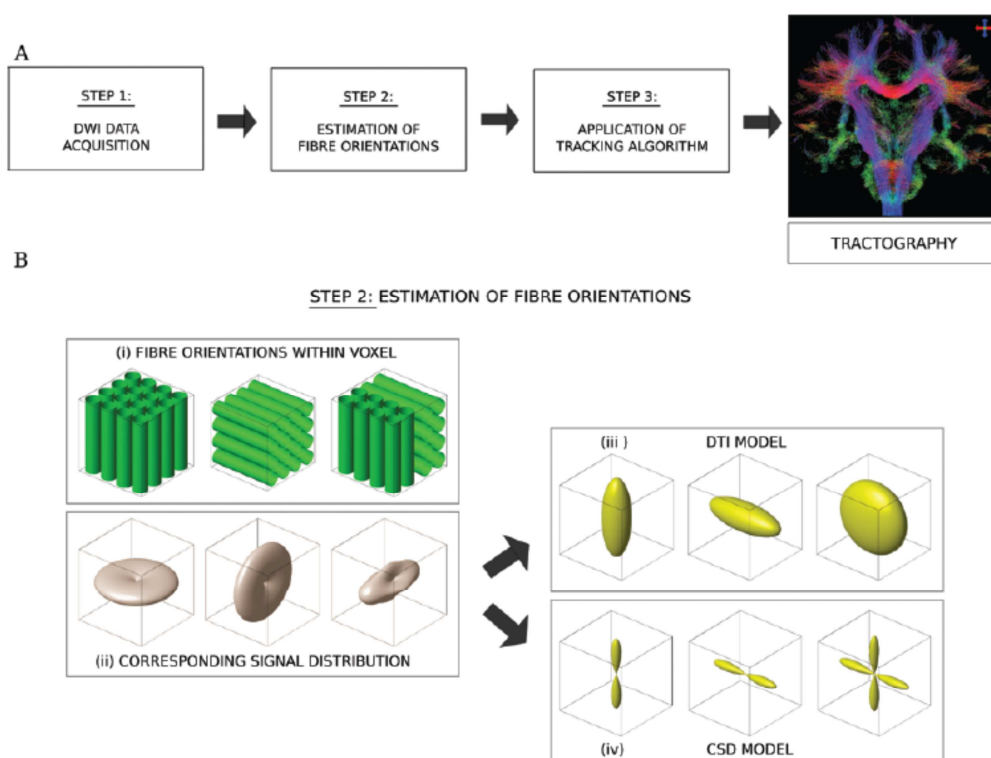 A
STEP 1:
DWI DATA
ACQUISITION
STEP 2:
ESTIMATION OF
FIBRE ORIENTATIONS
STEP 3:
APPLICATION OF
TRACKING ALGORITHM
TRACTOGRAPHY
B
STEP 2: ESTIMATION OF FIBRE ORIENTATIONS
(i) FIBRE ORIENTATIONS WITHIN VOXEL
(ii) CORRESPONDING SIGNAL DISTRIBUTION
(iii ) DTI MODEL
(iv) CSD MODEL